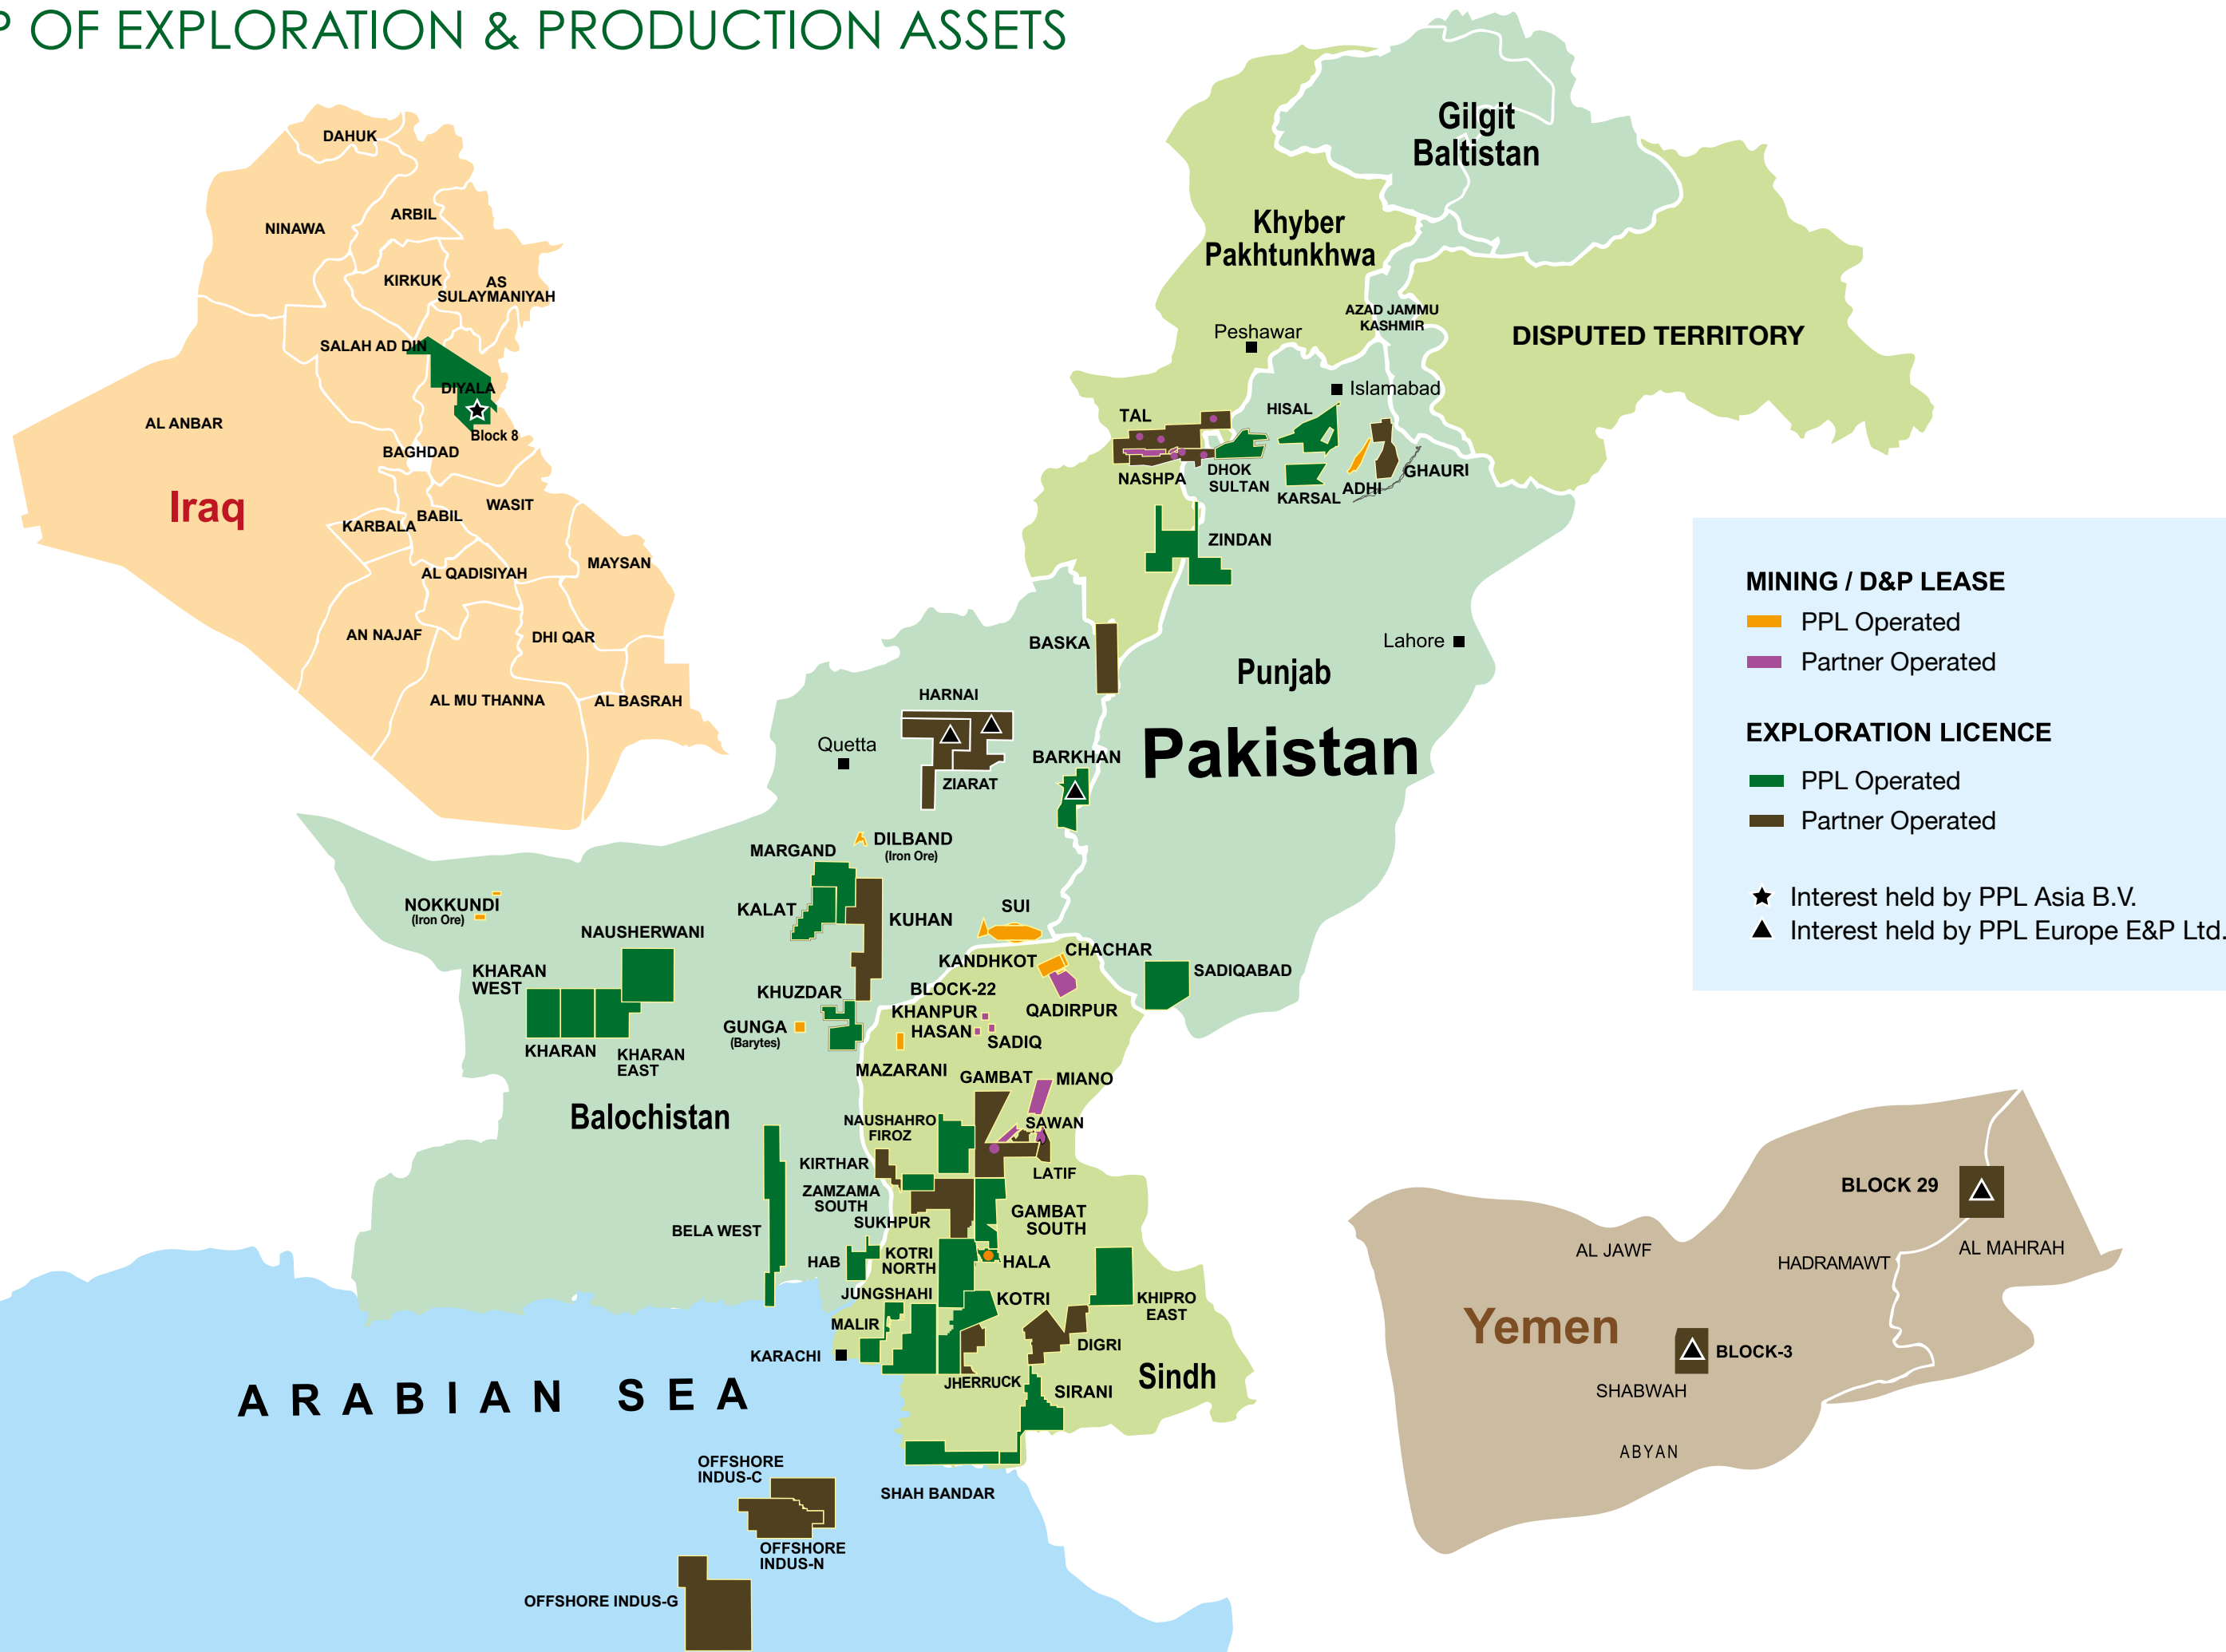 P OF EXPLORATION & PRODUCTION ASSETS
DAHUK
NINAWA
ARBIL
KIRKUK
AS
SULAYMANIYAH
SALAH AD DIN
DIYALA
Block 8
AL ANBAR
BAGHDAD
Iraq
WASIT
BABIL
KARBALA
MAYSAN
AL QADISIYAH
AN NAJAF
DHI QAR
AL MU THANNA
AL BASRAH
Gilgit
Baltistan
Khyber
Pakhtunkhwa
AZAD JAMMU
KASHMIR
DISPUTED TERRITORY
Peshawar
Islamabad
TAL
HISAL
NASHPA
DHOK
SULTAN
KARSAL
ADHI
GHAURI
ZINDAN
BASKA
Lahore
Punjab
Pakistan
HARNAI
Quetta
ZIARAT
BARKHAN
DILBAND
(Iron Ore)
MARGAND
KALAT
KUHAN
SUI
NOKKUNDI
(Iron Ore)
NAUSHERWANI
KHARAN
WEST
KHARAN
KHARAN
EAST
KHUZDAR
GUNGA
(Barytes)
KANDHKOT
CHACHAR
SADIQABAD
BLOCK-22
QADIRPUR
KHANPUR
HASAN
SADIQ
MAZARANI
GAMBAT
MIANO
Balochistan
NAUSHAHRO
FIROZ
SAWAN
KIRTHAR
LATIF
ZAMZAMA
SOUTH
SUKHPUR
GAMBAT
SOUTH
BELA WEST
HAB
KOTRI
NORTH
HALA
JUNGSHAHI
KOTRI
KHIPRO
EAST
MALIR
DIGRI
KARACHI
JHERRUCK
SIRANI
Sindh
ARABIAN SEA
SHAH BANDAR
OFFSHORE
INDUS-C
OFFSHORE
INDUS-N
OFFSHORE INDUS-G
MINING / D&P LEASE
PPL Operated
Partner Operated
EXPLORATION LICENCE
PPL Operated
Partner Operated
Interest held by PPL Asia B.V.
Interest held by PPL Europe E&P Ltd.
BLOCK 29
AL JAWF
HADRAMAWT
AL MAHRAH
Yemen
BLOCK-3
SHABWAH
ABYAN